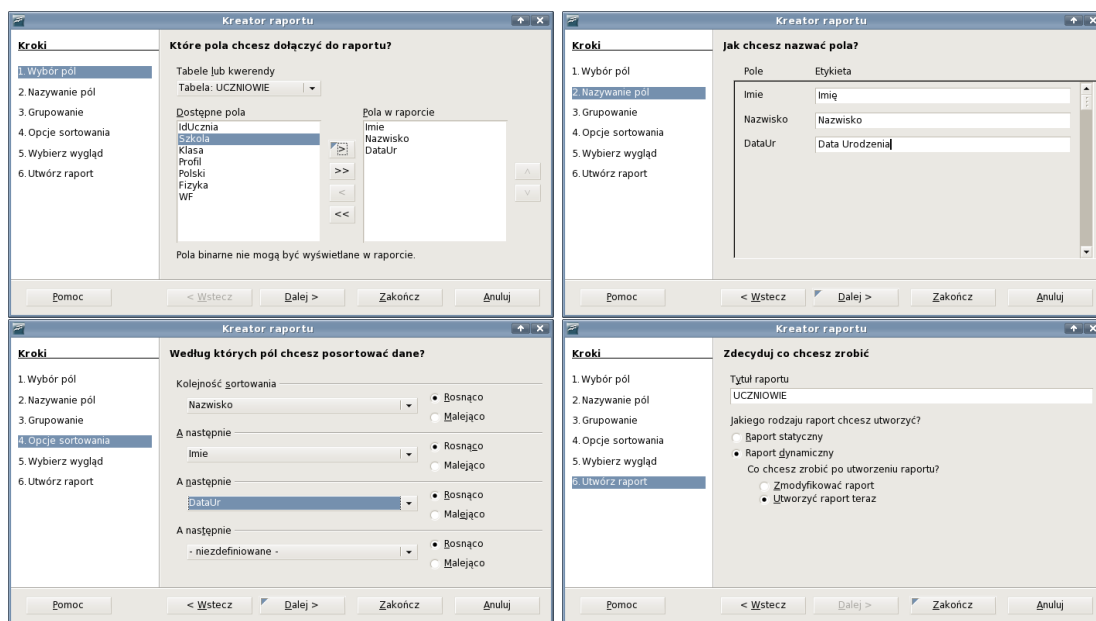 Kreator raportu
Kroki
1. Wybór pól
2. Nazywanie pól
3. Grupowanie
4. Opcje sortowania
5. Wybierz wygląd
6. Utwórz raport
Które pola chcesz dołączyć do raportu?
Tabele lub kwerendy
Tabela: UCZNIOWIE
Dostępne pola
IdUcznia
Szkola
Klasa
Profil
Polski
Fizyka
WF
>
>>
<
<<
Pola w raporcie
Imie
Nazwisko
DataUr
Pola binarne nie mogą być wyświetlane w raporcie.
Pomoc < Wstecz Dalej > Zakończ Anuluj
Kreator raportu
Kroki
1. Wybór pól
2. Nazywanie pól
3. Grupowanie
4. Opcje sortowania
5. Wybierz wygląd
6. Utwórz raport
Jak chcesz nazwać pola?
Pole Etykieta
Imie Imię
Nazwisko Nazwisko
DataUr Data Urodzenia
Pomoc < Wstecz Dalej > Zakończ Anuluj
Kreator raportu
Kroki
1. Wybór pól
2. Nazywanie pól
3. Grupowanie
4. Opcje sortowania
5. Wybierz wygląd
6. Utwórz raport
Według których pól chcesz posortować dane?
Kolejność sortowania
Nazwisko
Rosnąco
Malejąco
A następnie
Imie
Rosnąco
Malejąco
A następnie
DataUr
Rosnąco
Malejąco
A następnie
- niezdefiniowane -
Rosnąco
Malejąco
Pomoc < Wstecz Dalej > Zakończ Anuluj
Kreator raportu
Kroki
1. Wybór pól
2. Nazywanie pól
3. Grupowanie
4. Opcje sortowania
5. Wybierz wygląd
6. Utwórz raport
Zdecyduj co chcesz zrobić
Tytuł raportu
UCZNIOWIE
Jakiego rodzaju raport chcesz utworzyć?
Raport statyczny
Raport dynamiczny
Co chcesz zrobić po utworzeniu raportu?
Zmodyfikować raport
Utworzyć raport teraz
Pomoc < Wstecz Dalej > Zakończ Anuluj